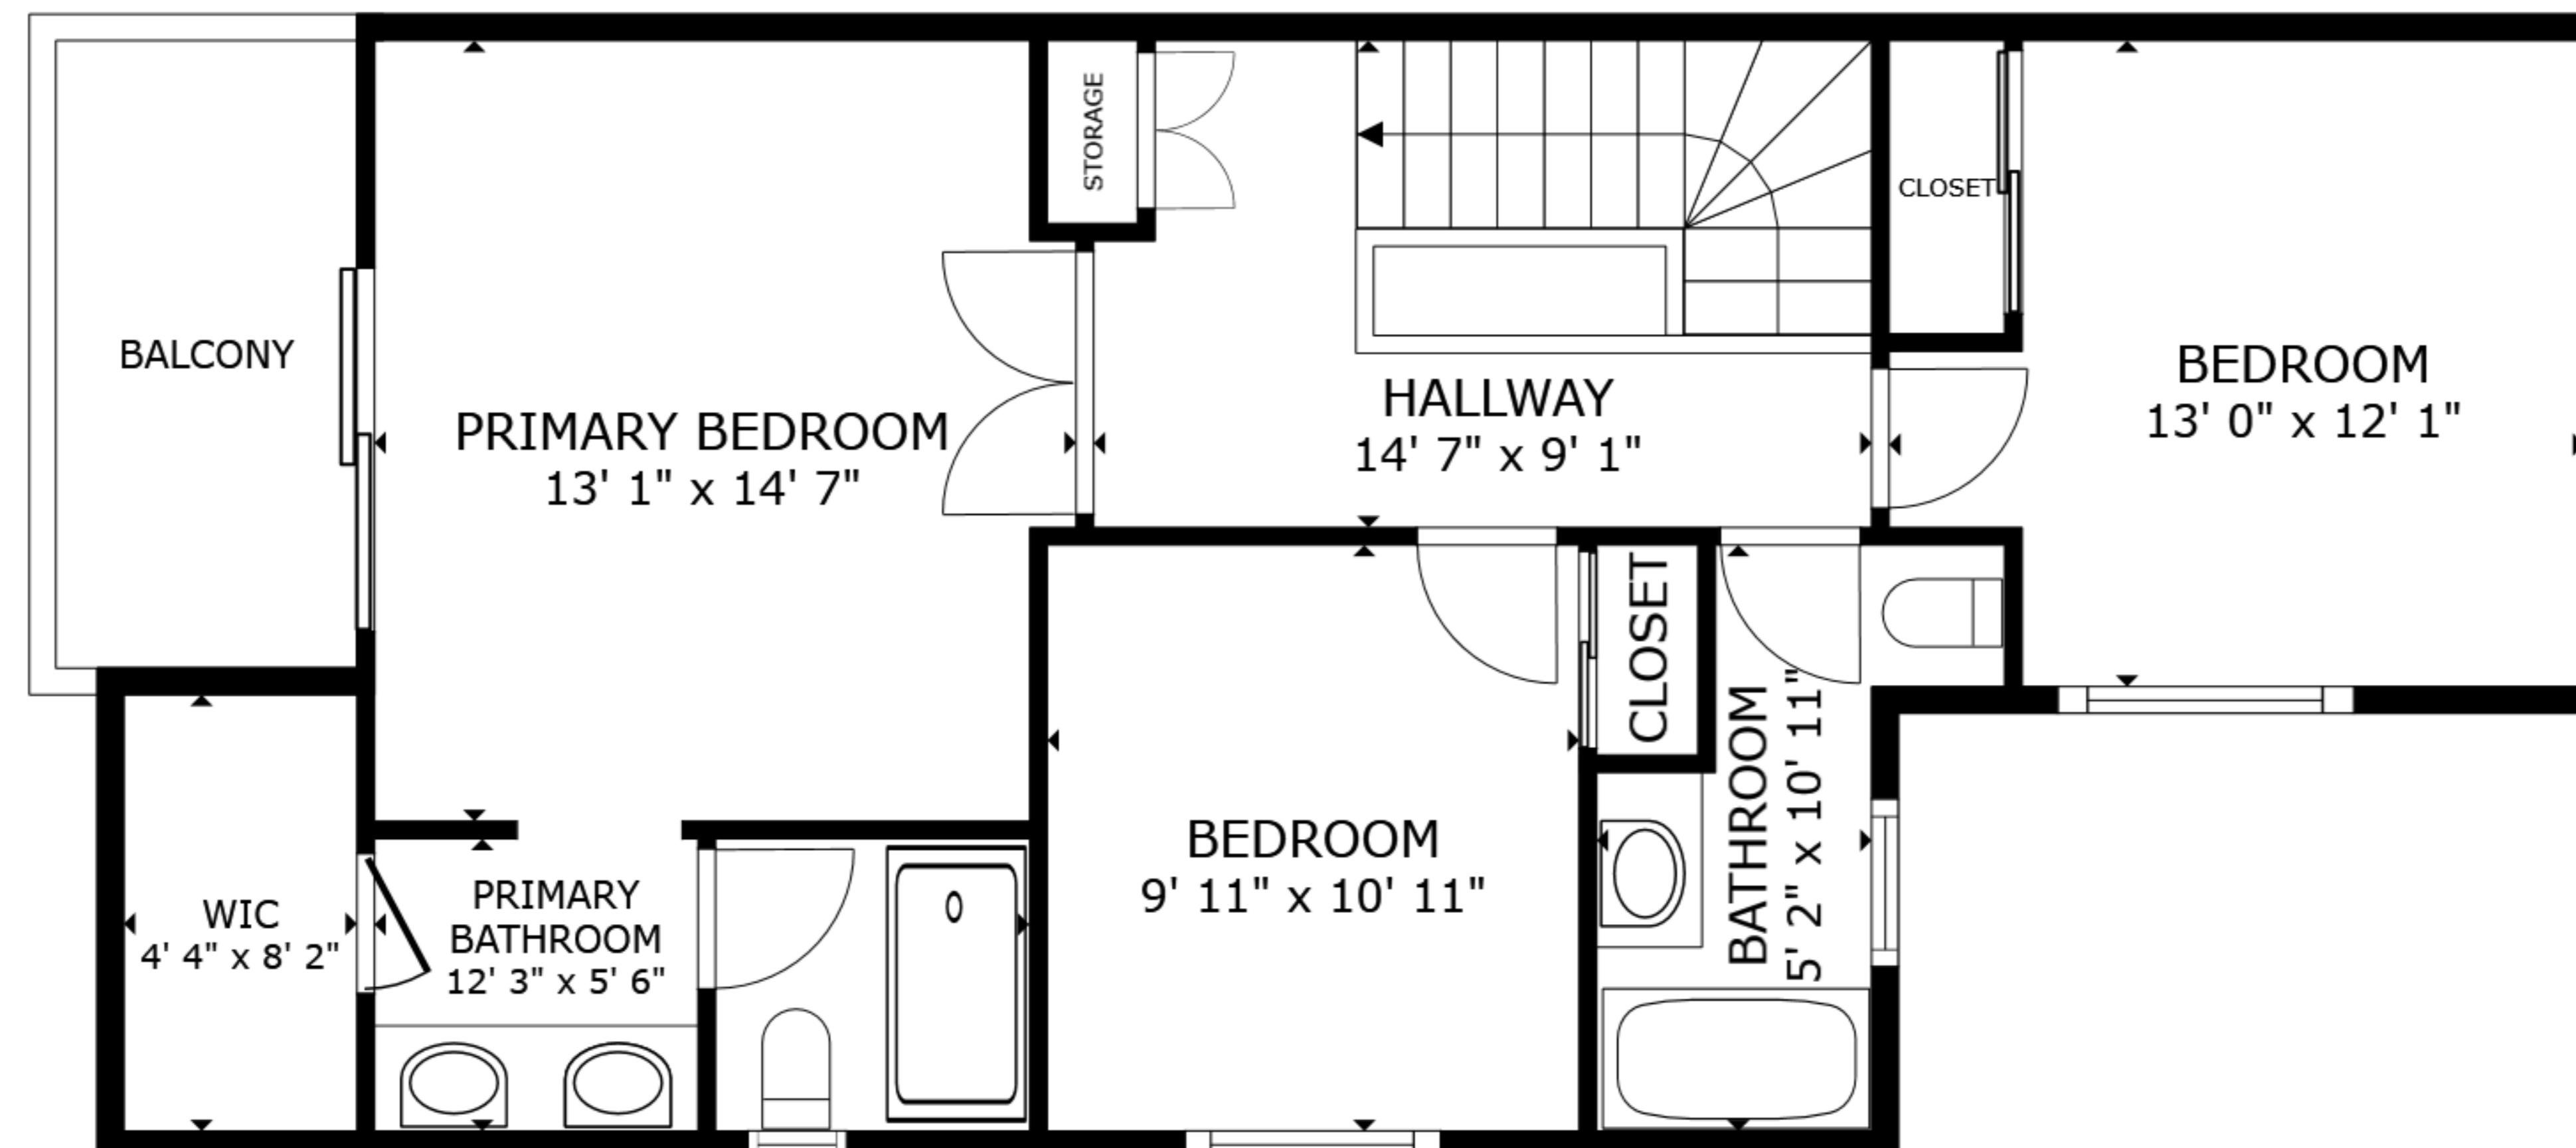 STORAGE
CLOSET
BALCONY
PRIMARY BEDROOM
13' 1" x 14' 7"
HALLWAY
14' 7" x 9' 1"
BEDROOM
13' 0" x 12' 1"
CLOSET
BEDROOM
9' 11" x 10' 11"
BATHROOM
5' 2" x 10' 11"
WIC
4' 4" x 8' 2"
PRIMARY
BATHROOM
12' 3" x 5' 6"